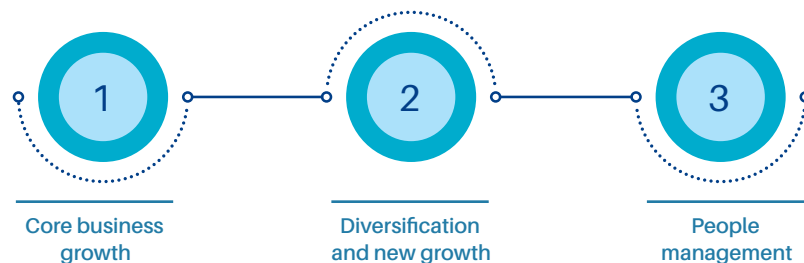 1
2
3
Core business
growth
Diversification
and new growth
People
management